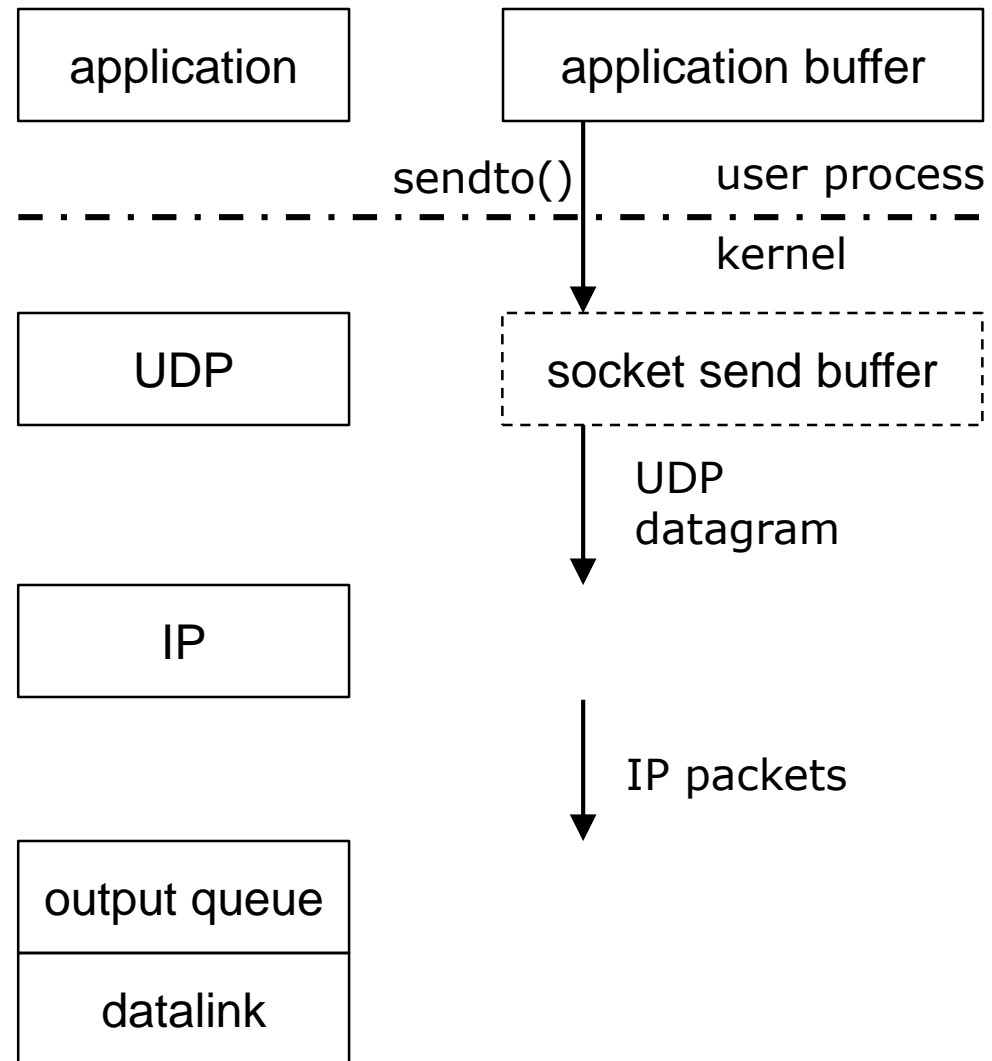 application
application buffer
sendto()
user process
kernel
UDP
socket send buffer
UDP
datagram
IP
IP packets
output queue
datalink